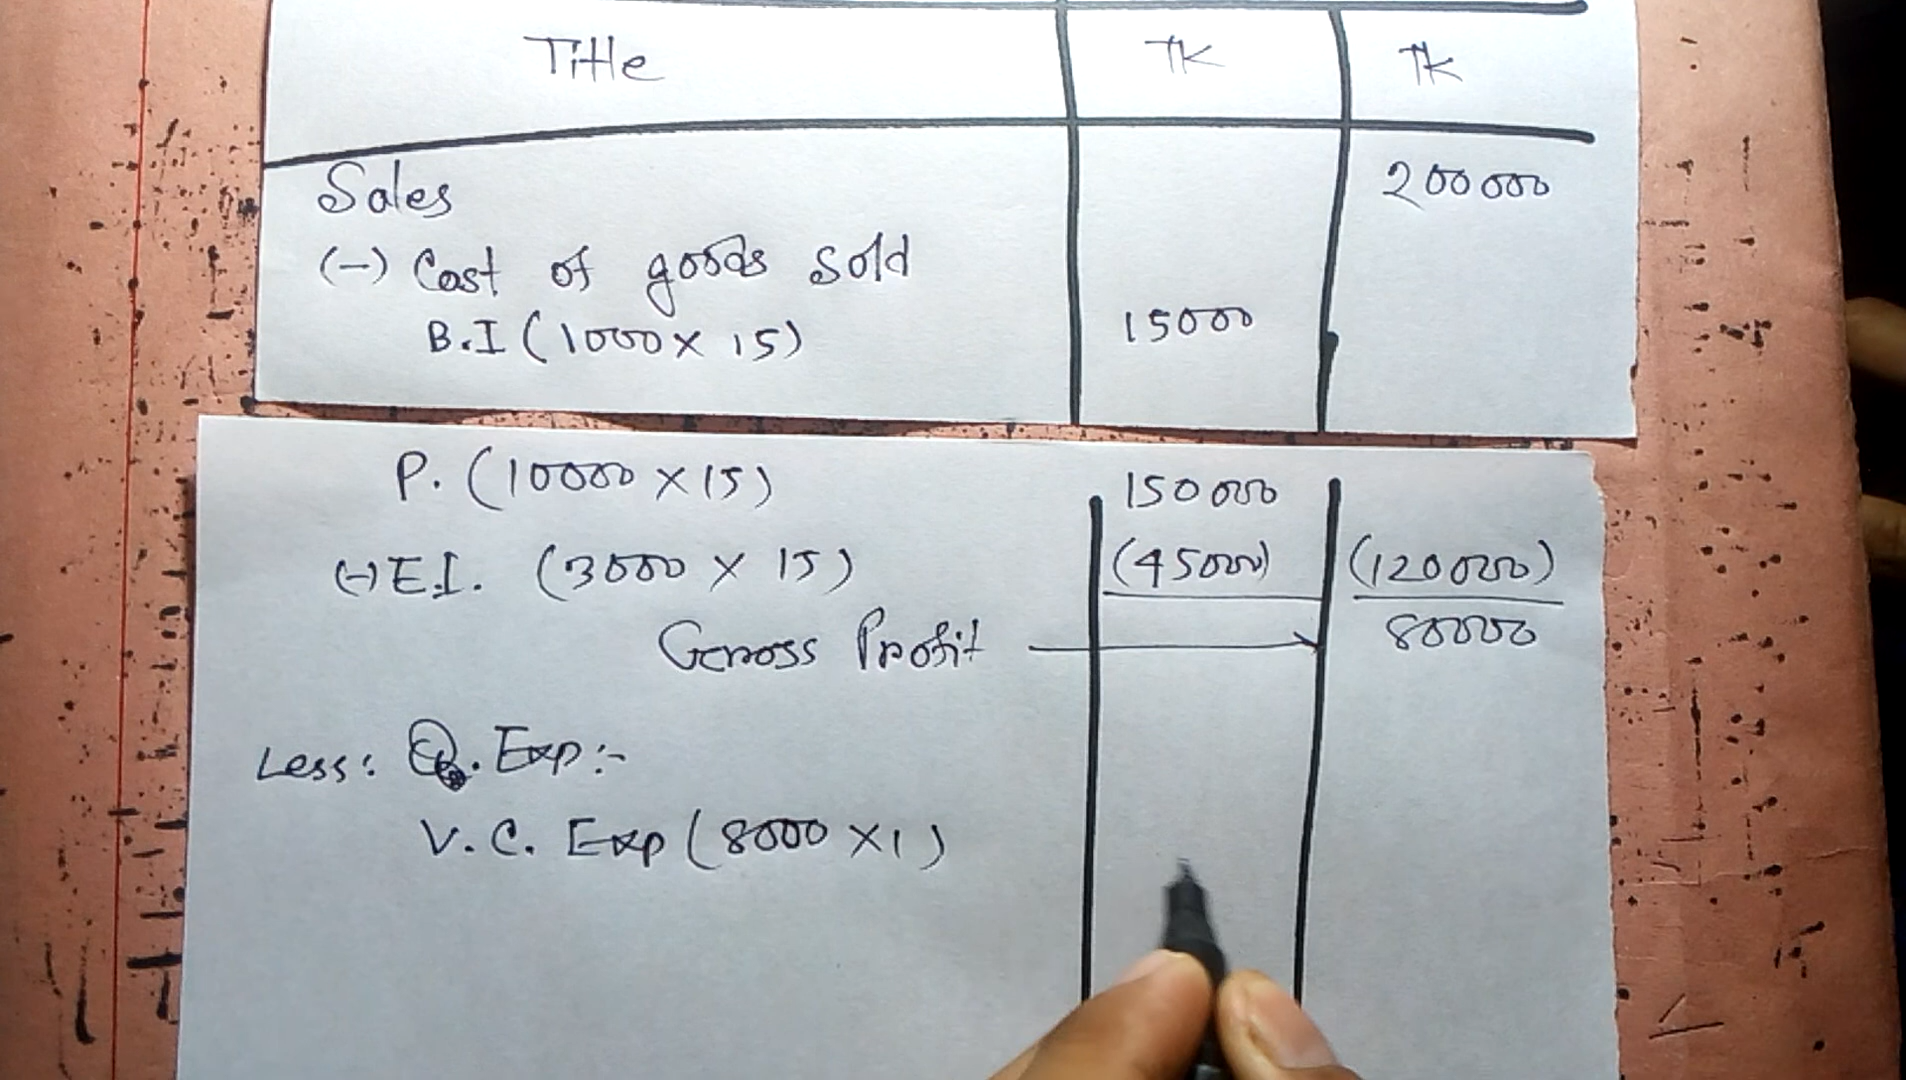 Title TK TK
Sales 200000
(-) Cost of goods sold
B.I (1000 × 15) 15000
P. (10000 × 15) 150000
(-) E.I. (3000 × 15) (45000) (120000)
Gross Profit → 80000
Less: O. Exp:-
V.C. Exp (8000 × 1)